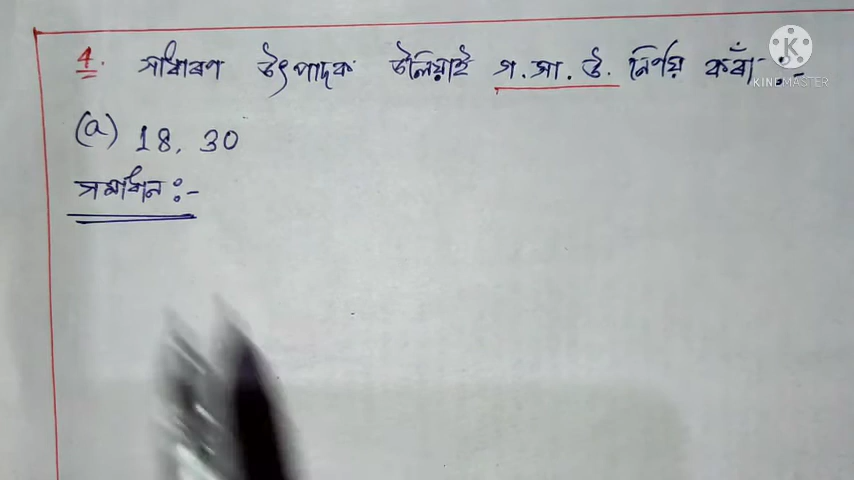 4. সাধাৰণ উৎপাদক উলিয়াই গ.সা.উ. নিৰ্ণয় কৰাঁ :-
KINEMASTER
(a) 18, 30
সমাধান :-